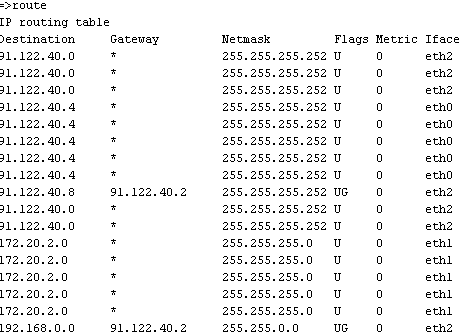 =>route
IP routing table
Destination Gateway Netmask Flags Metric Iface
91.122.40.0 * 255.255.255.252 U 0 eth2
91.122.40.0 * 255.255.255.252 U 0 eth2
91.122.40.0 * 255.255.255.252 U 0 eth2
91.122.40.4 * 255.255.255.252 U 0 eth0
91.122.40.4 * 255.255.255.252 U 0 eth0
91.122.40.4 * 255.255.255.252 U 0 eth0
91.122.40.4 * 255.255.255.252 U 0 eth0
91.122.40.4 * 255.255.255.252 U 0 eth0
91.122.40.8 91.122.40.2 255.255.255.252 UG 0 eth2
91.122.40.0 * 255.255.255.252 U 0 eth2
91.122.40.0 * 255.255.255.252 U 0 eth2
172.20.2.0 * 255.255.255.0 U 0 eth1
172.20.2.0 * 255.255.255.0 U 0 eth1
172.20.2.0 * 255.255.255.0 U 0 eth1
172.20.2.0 * 255.255.255.0 U 0 eth1
172.20.2.0 * 255.255.255.0 U 0 eth1
192.168.0.0 91.122.40.2 255.255.0.0 UG 0 eth2